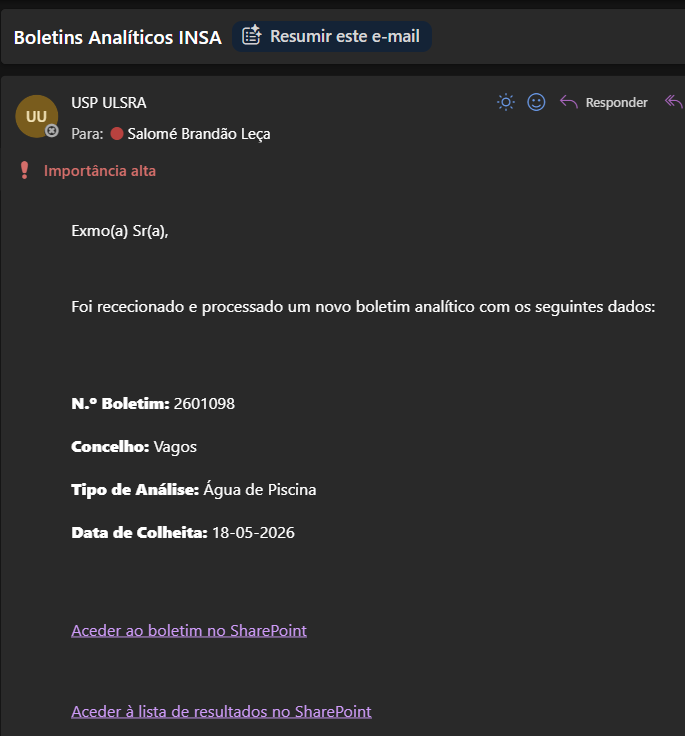 Boletins Analíticos INSA
Resumir este e-mail
UU
USP ULSRA
Responder
Para: Salomé Brandão Leça
Importância alta
Exmo(a) Sr(a),
Foi rececionado e processado um novo boletim analítico com os seguintes dados:
N.º Boletim: 2601098
Concelho: Vagos
Tipo de Análise: Água de Piscina
Data de Colheita: 18-05-2026
Aceder ao boletim no SharePoint
Aceder à lista de resultados no SharePoint